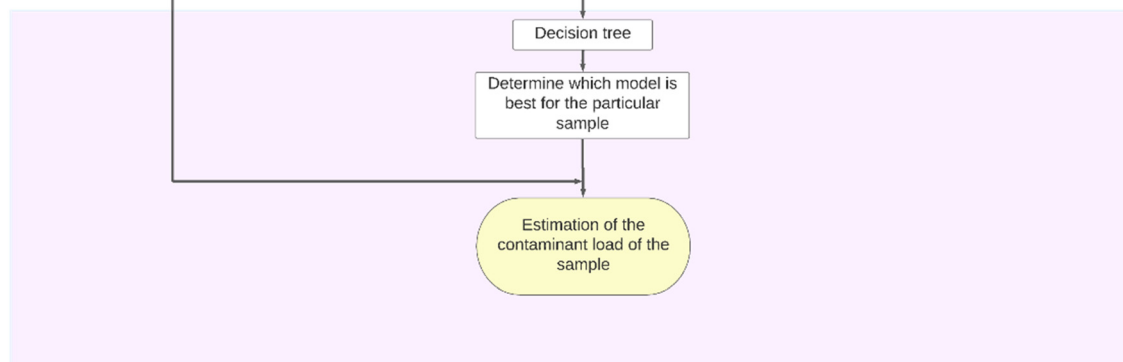 Decision tree
Determine which model is
best for the particular
sample
Estimation of the
contaminant load of the
sample